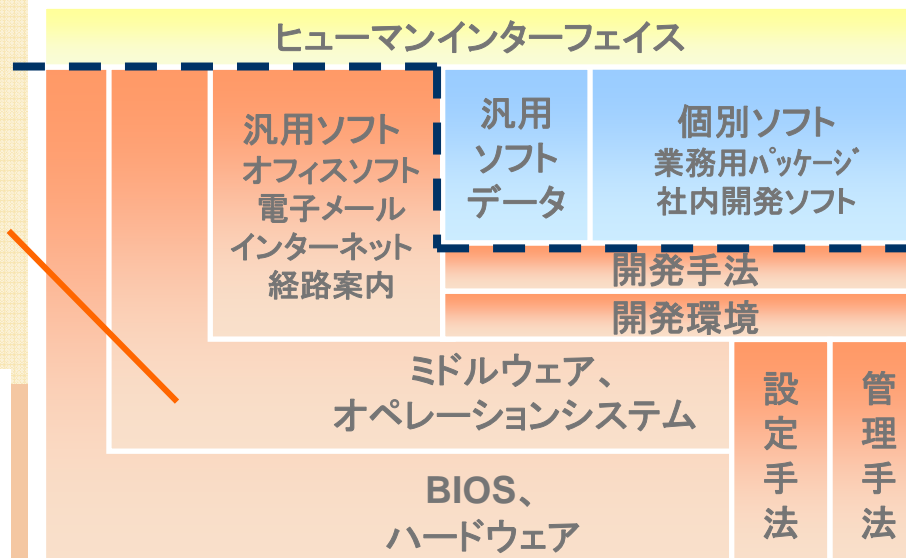 ヒューマンインターフェイス
汎用ソフト
オフィスソフト
電子メール
インターネット
経路案内
汎用
ソフト
データ
個別ソフト
業務用パッケージ
社内開発ソフト
開発手法
開発環境
ミドルウェア、
オペレーションシステム
設定手法
管理手法
BIOS、
ハードウェア